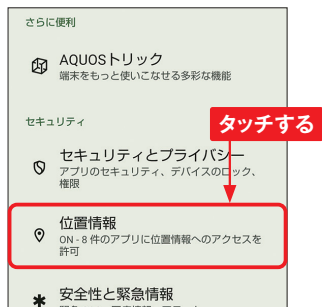 さらに便利
AQUOSトリック
端末をもっと使いこなせる多彩な機能
セキュリティ
タッチする
セキュリティとプライバシー
アプリのセキュリティ、デバイスのロック、
権限
位置情報
ON - 8 件のアプリに位置情報へのアクセスを
許可
安全性と緊急情報